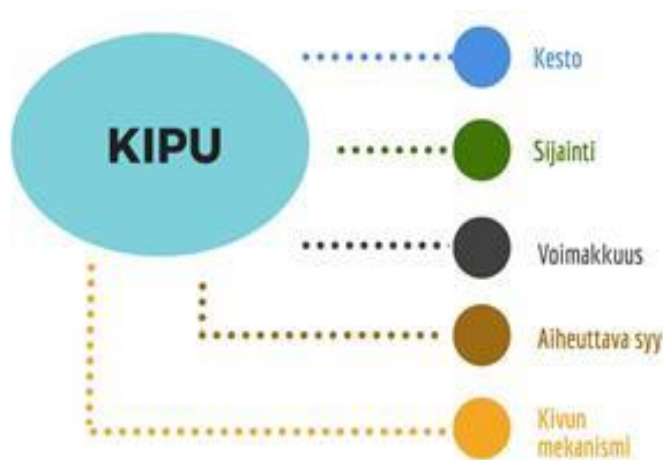 KIPU
Kesto
Sijainti
Voimakkuus
Aiheuttava syy
Kivun
mekanismi